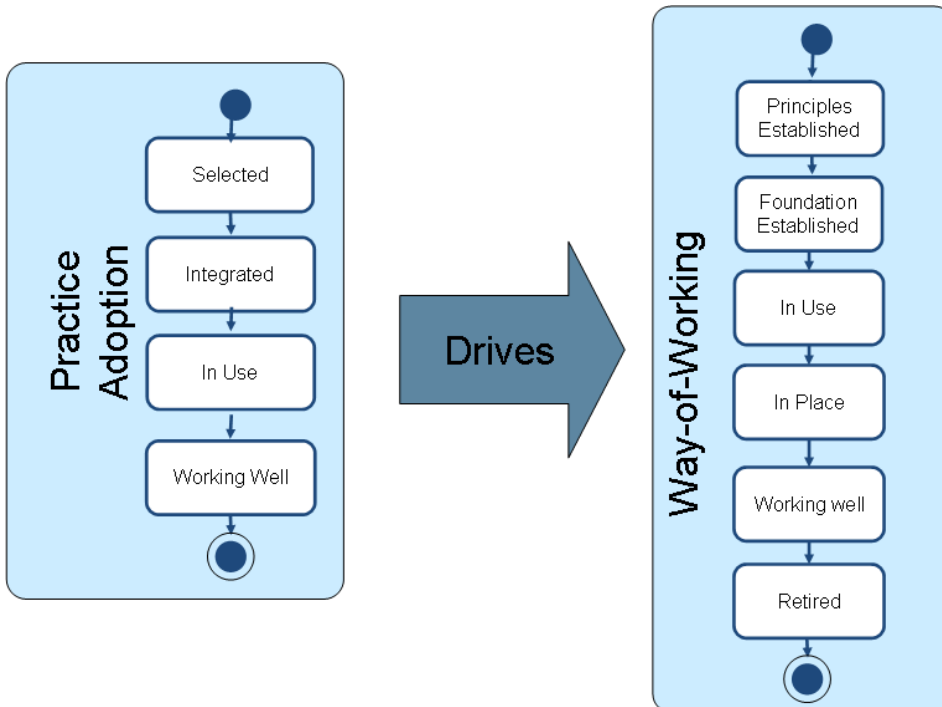 Practice
Adoption
Selected
Integrated
In Use
Working Well
Drives
Way-of-Working
Principles
Established
Foundation
Established
In Use
In Place
Working well
Retired